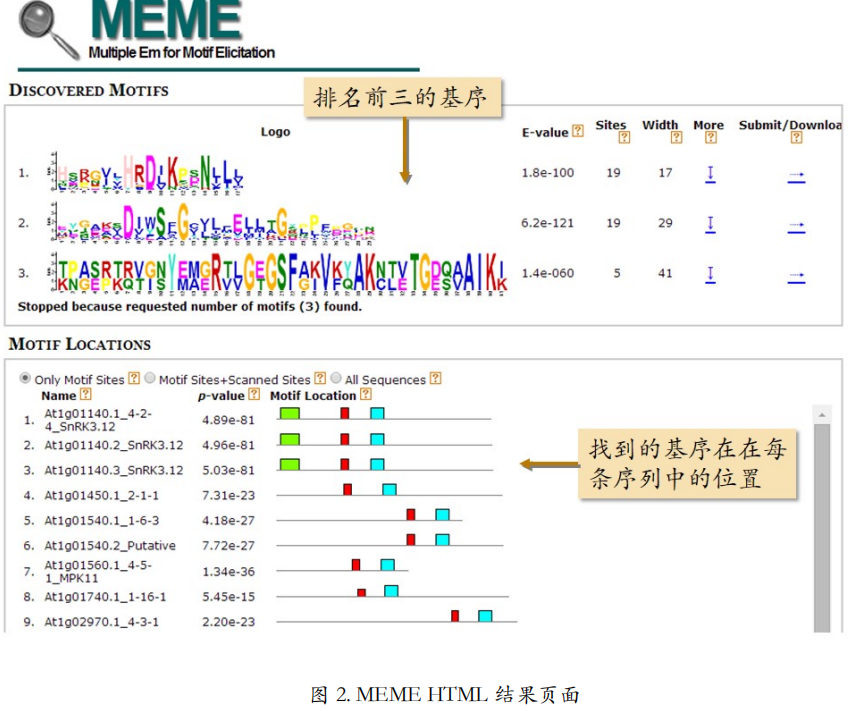 MEME
Multiple Em for Motif Elicitation
DISCOVERED MOTIFS
排名前三的基序
Logo
E-value ? Sites ? Width ? More ? Submit/Downloa ?
1. 1.8e-100 19 17
2. 6.2e-121 19 29
3. 1.4e-060 5 41
Stopped because requested number of motifs (3) found.
MOTIF LOCATIONS
Only Motif Sites ? Motif Sites+Scanned Sites ? All Sequences ?
Name ? p-value ? Motif Location ?
1. At1g01140.1_4-2-
4_SnRK3.12 4.89e-81
2. At1g01140.2_SnRK3.12 4.96e-81
3. At1g01140.3_SnRK3.12 5.03e-81
找到的基序在在每
条序列中的位置
4. At1g01450.1_2-1-1 7.31e-23
5. At1g01540.1_1-6-3 4.18e-27
6. At1g01540.2_Putative 7.72e-27
7. At1g01560.1_4-5-
1_MPK11 1.34e-36
8. At1g01740.1_1-16-1 5.45e-15
9. At1g02970.1_4-3-1 2.20e-23
图 2. MEME HTML 结果页面